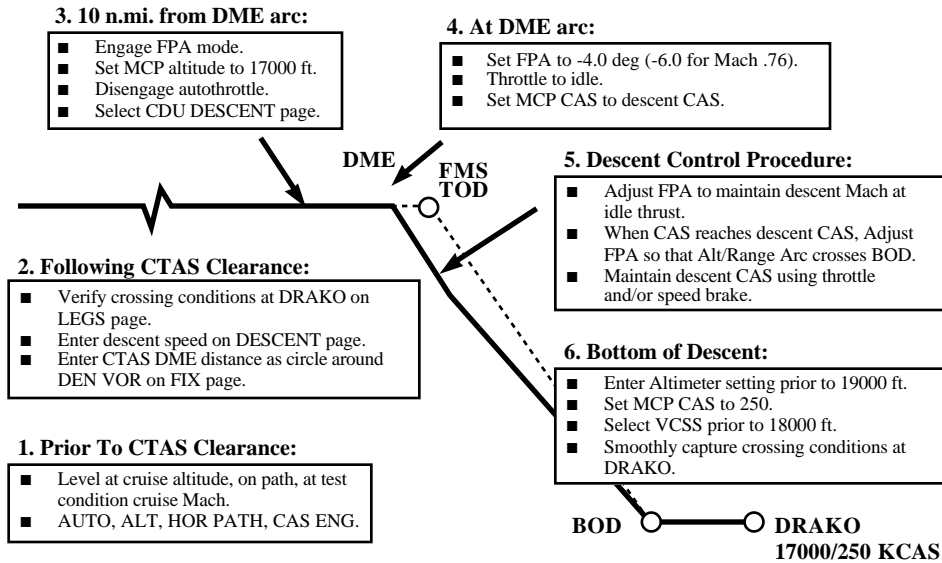 3. 10 n.mi. from DME arc:
■ Engage FPA mode.
■ Set MCP altitude to 17000 ft.
■ Disengage autothrottle.
■ Select CDU DESCENT page.
4. At DME arc:
■ Set FPA to -4.0 deg (-6.0 for Mach .76).
■ Throttle to idle.
■ Set MCP CAS to descent CAS.
DME
FMS
TOD
5. Descent Control Procedure:
■ Adjust FPA to maintain descent Mach at
idle thrust.
■ When CAS reaches descent CAS, Adjust
FPA so that Alt/Range Arc crosses BOD.
■ Maintain descent CAS using throttle
and/or speed brake.
2. Following CTAS Clearance:
■ Verify crossing conditions at DRAKO on
LEGS page.
■ Enter descent speed on DESCENT page.
■ Enter CTAS DME distance as circle around
DEN VOR on FIX page.
6. Bottom of Descent:
■ Enter Altimeter setting prior to 19000 ft.
■ Set MCP CAS to 250.
■ Select VCSS prior to 18000 ft.
■ Smoothly capture crossing conditions at
DRAKO.
1. Prior To CTAS Clearance:
■ Level at cruise altitude, on path, at test
condition cruise Mach.
■ AUTO, ALT, HOR PATH, CAS ENG.
BOD
DRAKO
17000/250 KCAS